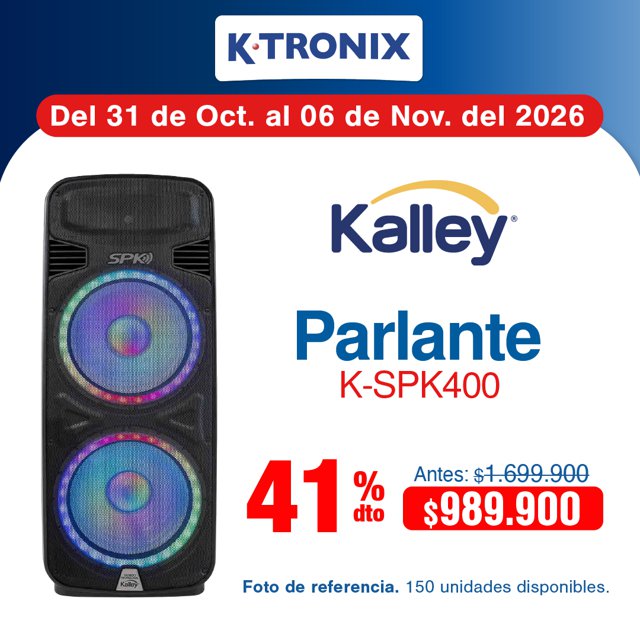 K·TRONIX
Del 31 de Oct. al 06 de Nov. del 2026
SPK
Kalley®
Parlante
K-SPK400
41% dto
Antes: $1.699.900
$989.900
Kalley
Foto de referencia. 150 unidades disponibles.